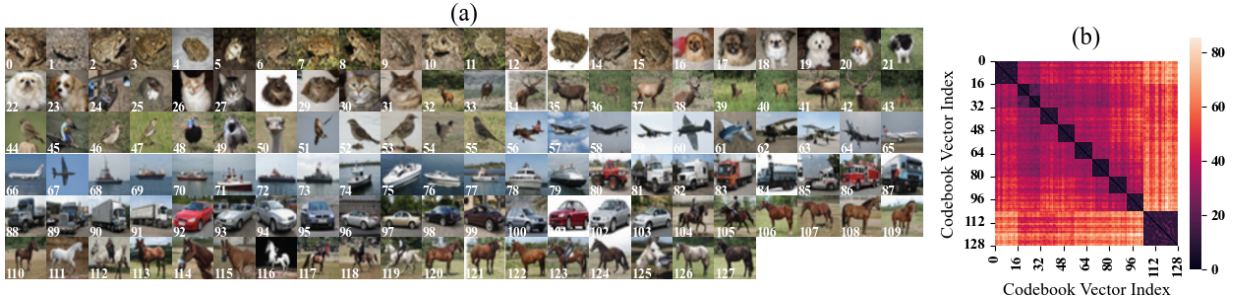 (a)
0 1 2 3 4 5 6 7 8 9 10 11 12 13 14 15 16 17 18 19 20 21
22 23 24 25 26 27 28 29 30 31 32 33 34 35 36 37 38 39 40 41 42 43
44 45 46 47 48 49 50 51 52 53 54 55 56 57 58 59 60 61 62 63 64 65
66 67 68 69 70 71 72 73 74 75 76 77 78 79 80 81 82 83 84 85 86 87
88 89 90 91 92 93 94 95 96 97 98 99 100 101 102 103 104 105 106 107 108 109
110 111 112 113 114 115 116 117 118 119 120 121 122 123 124 125 126 127
(b)
Codebook Vector Index
0
16
32
48
64
80
96
112
128
0 16 32 48 64 80 96 112 128
Codebook Vector Index
80
60
40
20
0